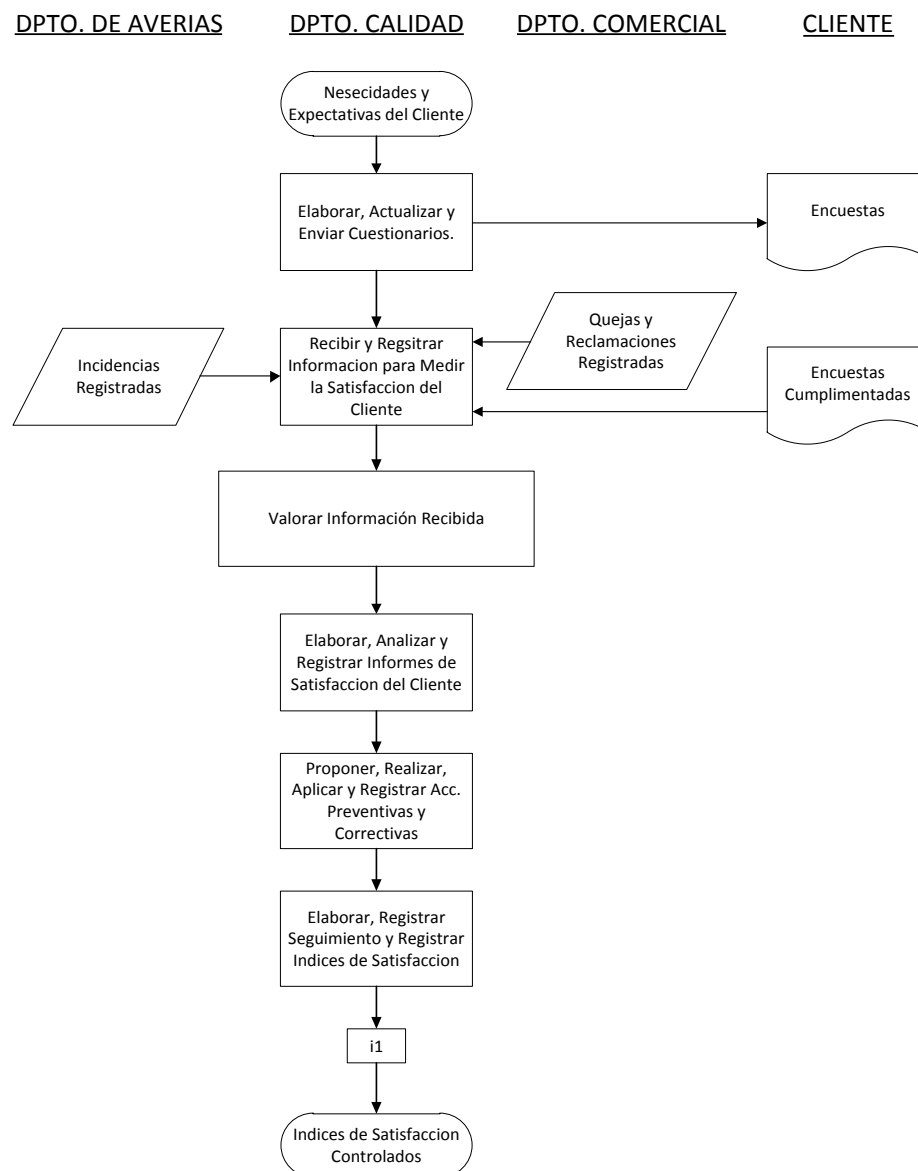 DPTO. DE AVERIAS
DPTO. CALIDAD
DPTO. COMERCIAL
CLIENTE
Nesecidades y
Expectativas del Cliente
Elaborar, Actualizar y
Enviar Cuestionarios.
Encuestas
Incidencias
Registradas
Recibir y Regsitrar
Informacion para Medir
la Satisfaccion del
Cliente
Quejas y
Reclamaciones
Registradas
Encuestas
Cumplimentadas
Valorar Información Recibida
Elaborar, Analizar y
Registrar Informes de
Satisfaccion del Cliente
Proponer, Realizar,
Aplicar y Registrar Acc.
Preventivas y
Correctivas
Elaborar, Registrar
Seguimiento y Registrar
Indices de Satisfaccion
i1
Indices de Satisfaccion
Controlados